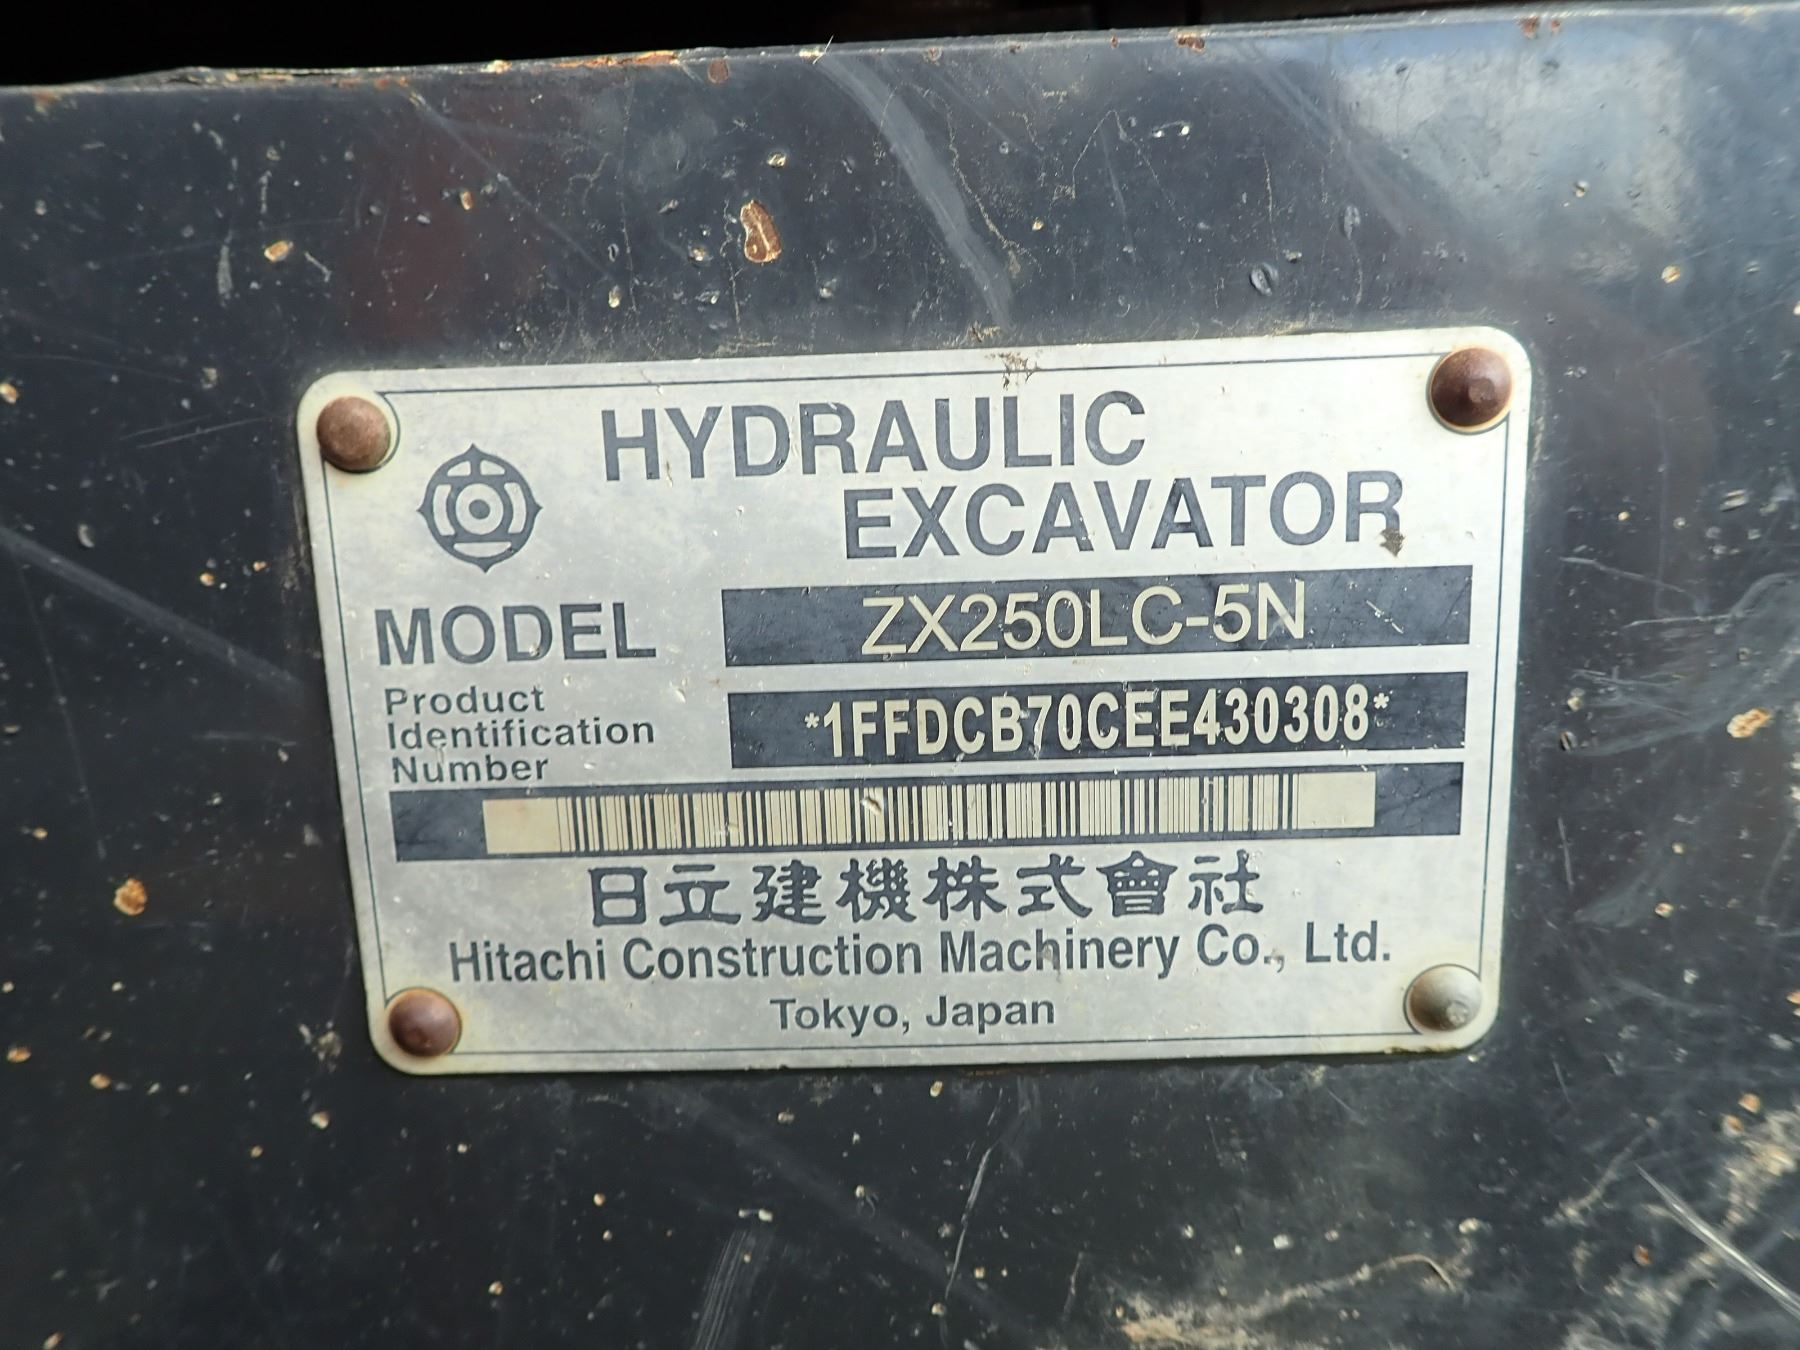 HYDRAULIC
EXCAVATOR
MODEL ZX250LC-5N
Product
Identification
Number
*1FFDCB70CEE430308*
日立建機株式會社
Hitachi Construction Machinery Co., Ltd.
Tokyo, Japan